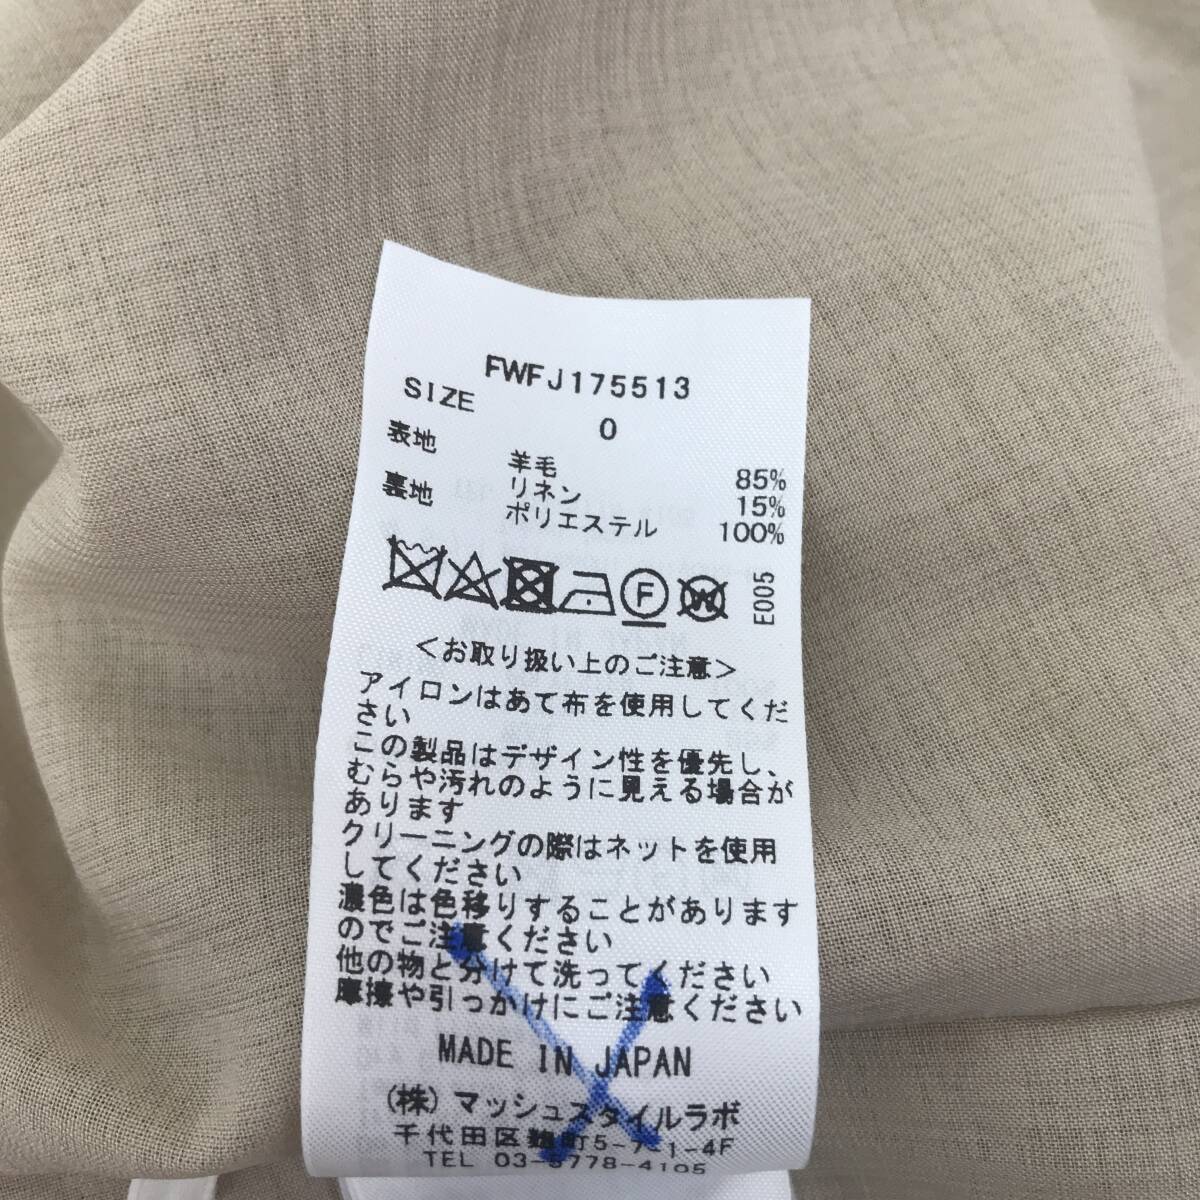 FWFJ175513
SIZE 0
表地 羊毛 85%
リネン 15%
裏地 ポリエステル 100%
F W E005
<お取り扱い上のご注意>
アイロンはあて布を使用してくだ
さい
この製品はデザイン性を優先し、
むらや汚れのように見える場合が
あります
クリーニングの際はネットを使用
してください
濃色は色移りすることがあります
のでご注意ください
他の物と分けて洗ってください
摩擦や引っかけにご注意ください
MADE IN JAPAN
(株)マッシュスタイルラボ
千代田区麹町5-7-1-4F
TEL 03-5778-4105